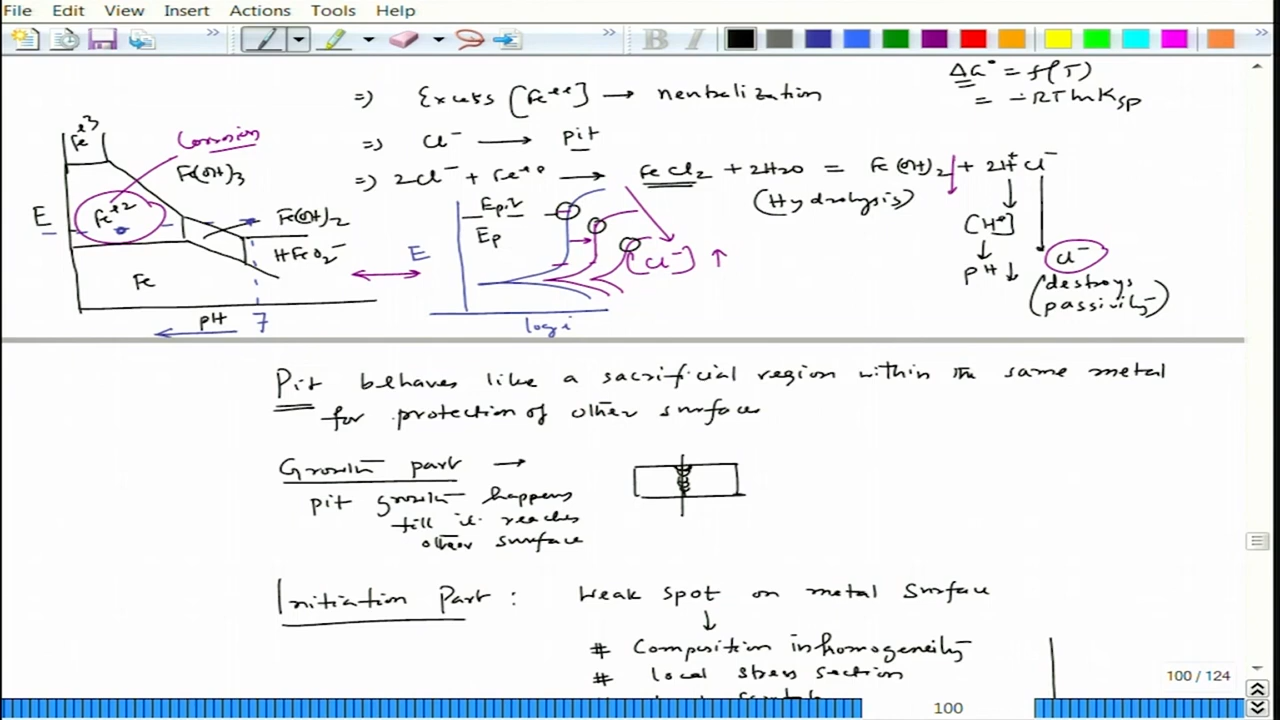 File Edit View Insert Actions Tools Help
B I
ΔG° = f(T)
= -RT ln Ksp
=> Excess [Fe++] → neutralization
=> Cl⁻ → pit
=> 2Cl⁻ + Fe++ → FeCl2 + 2H2O = Fe(OH)2 ↓ + 2H+Cl⁻
(Hydrolysis)
[H+]
↓
pH ↓
Cl⁻
(destroys passivity)
Fe+3
Corrosion
Fe(OH)3
Fe+2
Fe(OH)2
HFeO2⁻
Fe
E
pH 7
E
Epit
Ep
[Cl⁻] ↑
log i
Pit behaves like a sacrificial region within the same metal
for protection of other surface
Growth part →
pit growth happens
till it reaches
other surface
Initiation Part : Weak spot on metal surface
↓
# Composition inhomogeneity
# local stress section
100 / 124
100